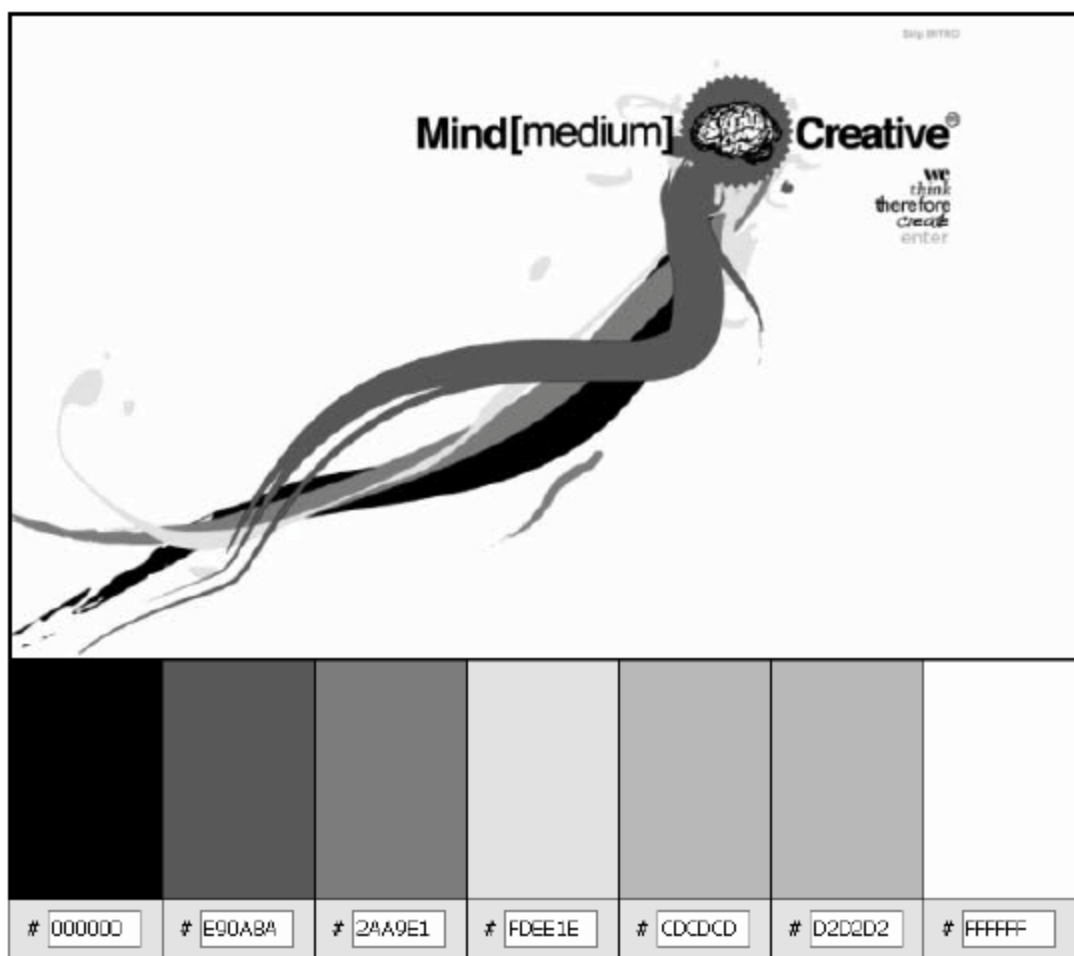 Skip INTRO
Mind[medium] Creative
we
think
therefore
create
enter
# 000000 # E90A8A # 2AA9E1 # FDEE1E # CDCDCD # D2D2D2 # FFFFFF